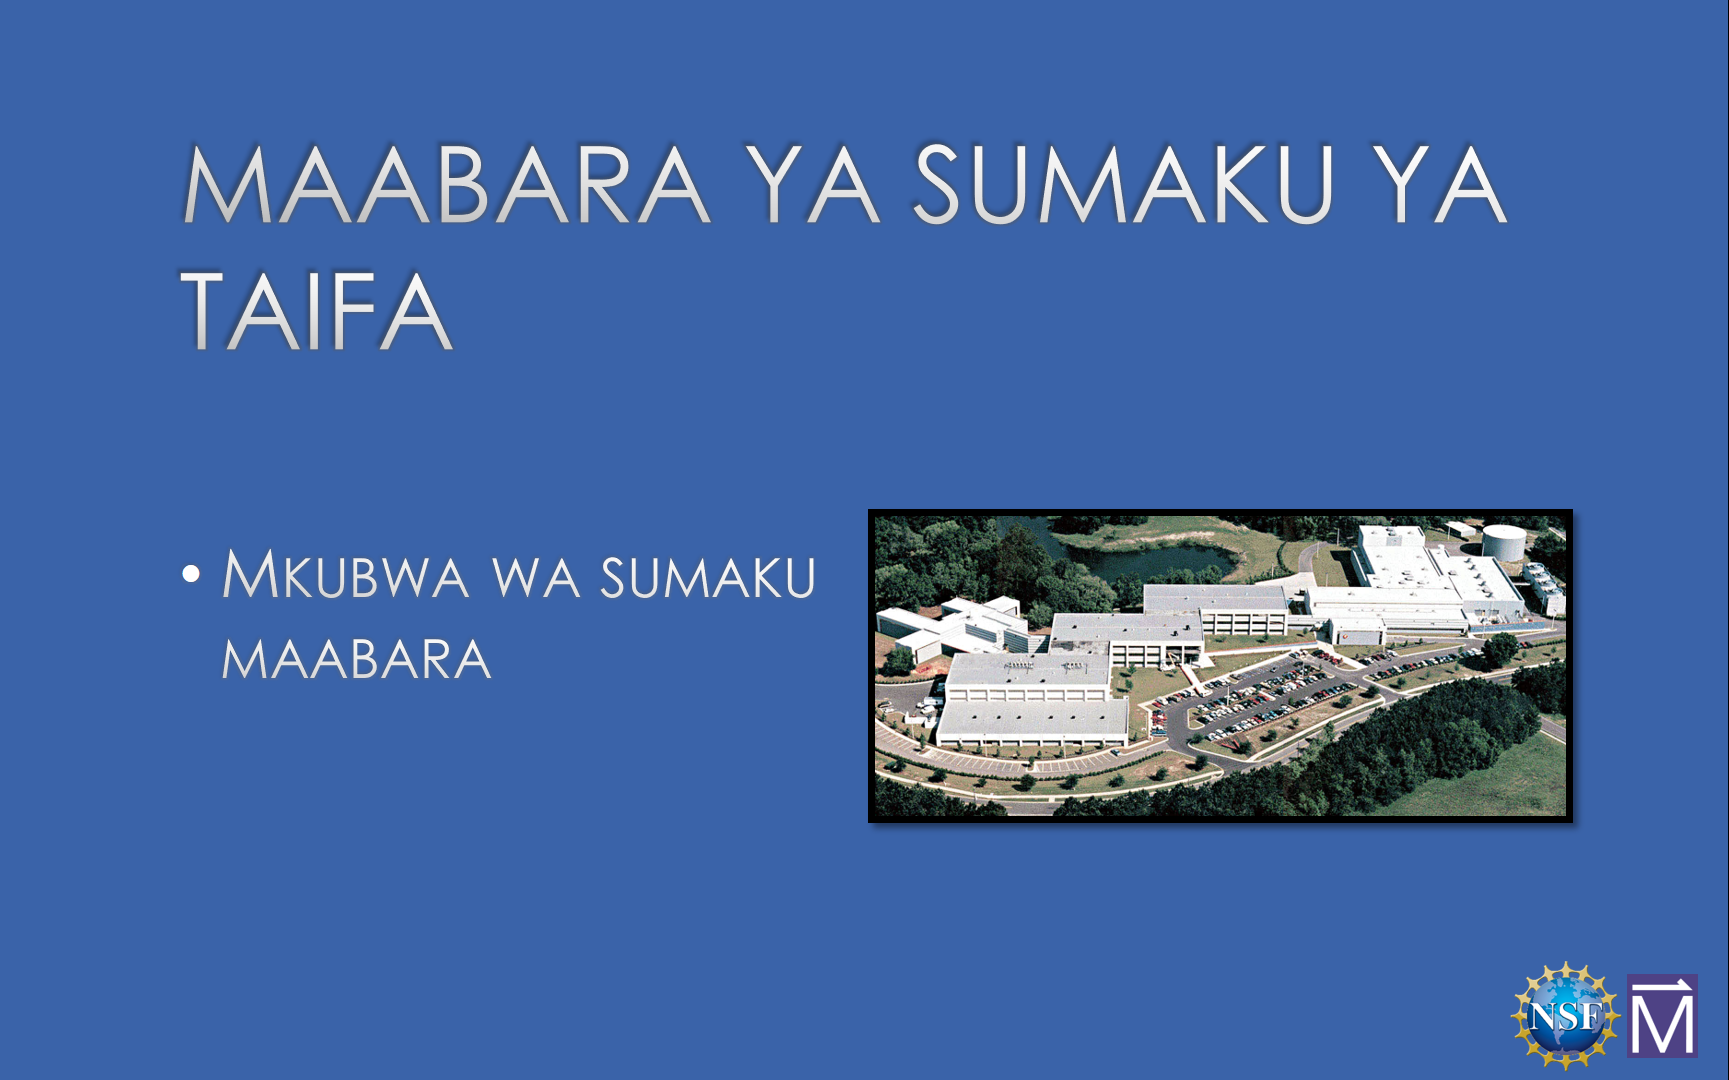 MAABARA YA SUMAKU YA
TAIFA
• MKUBWA WA SUMAKU
MAABARA
NSF
M